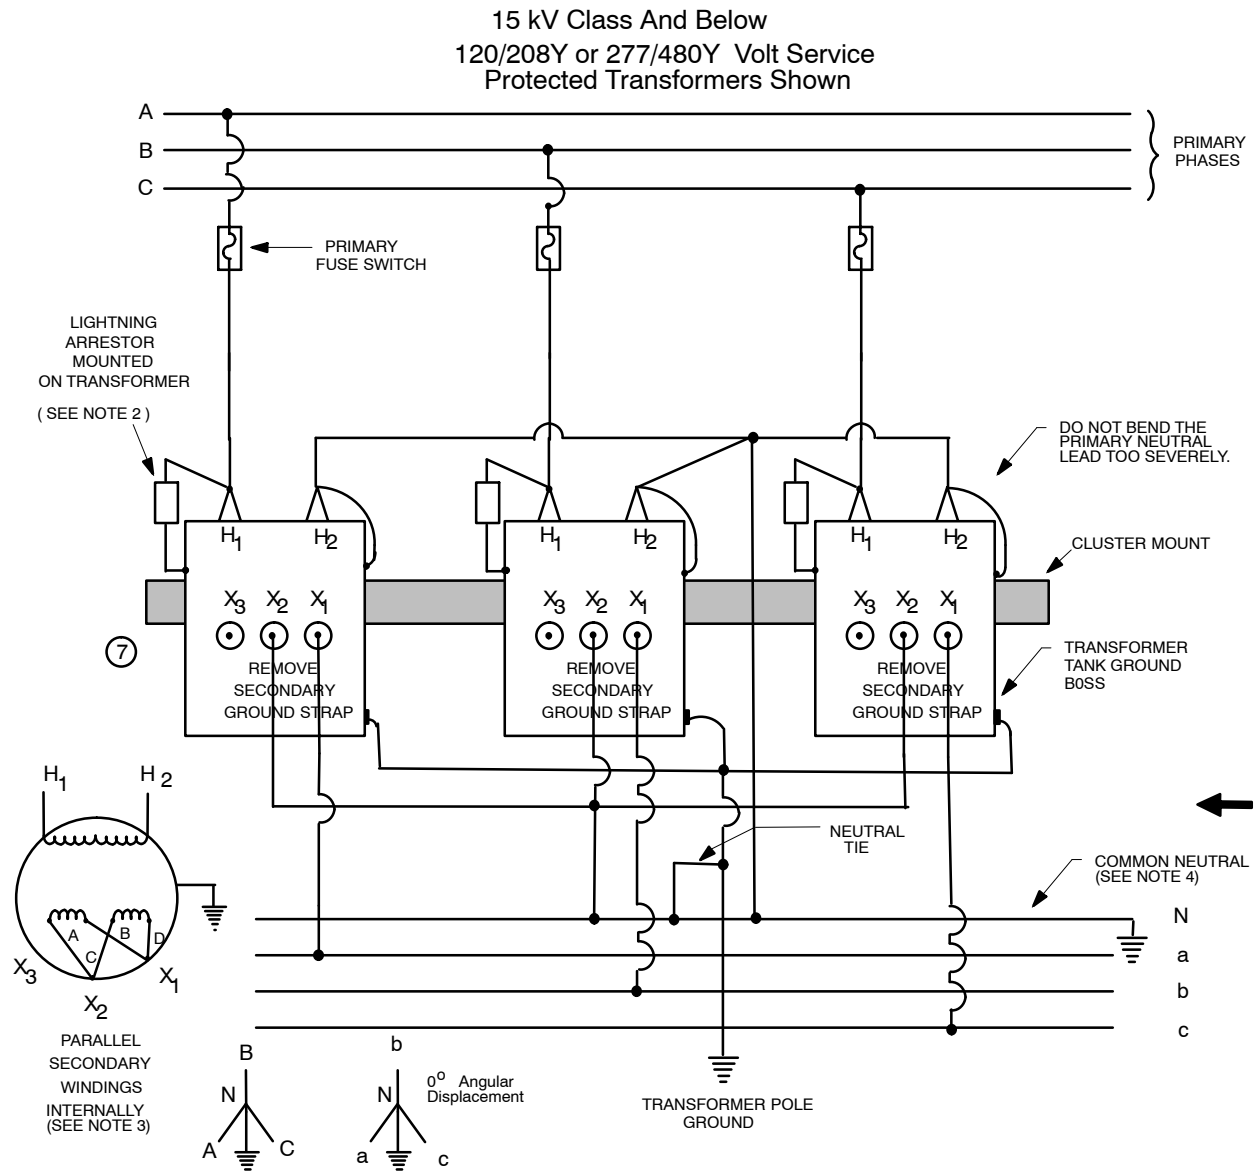 15 kV Class And Below
120/208Y or 277/480Y Volt Service
Protected Transformers Shown
A
B
C
PRIMARY
PHASES
PRIMARY
FUSE SWITCH
LIGHTNING
ARRESTOR
MOUNTED
ON TRANSFORMER
( SEE NOTE 2 )
DO NOT BEND THE
PRIMARY NEUTRAL
LEAD TOO SEVERELY.
H1 H2
H1 H2
H1 H2
CLUSTER MOUNT
X3 X2 X1
X3 X2 X1
X3 X2 X1
7
REMOVE
SECONDARY
GROUND STRAP
REMOVE
SECONDARY
GROUND STRAP
REMOVE
SECONDARY
GROUND STRAP
TRANSFORMER
TANK GROUND
B0SS
H1 H2
NEUTRAL
TIE
COMMON NEUTRAL
(SEE NOTE 4)
N
a
b
c
A B C D
X3
X2
X1
PARALLEL
SECONDARY
WINDINGS
INTERNALLY
(SEE NOTE 3)
B
N
A C
b
N
a c
0o Angular
Displacement
TRANSFORMER POLE
GROUND